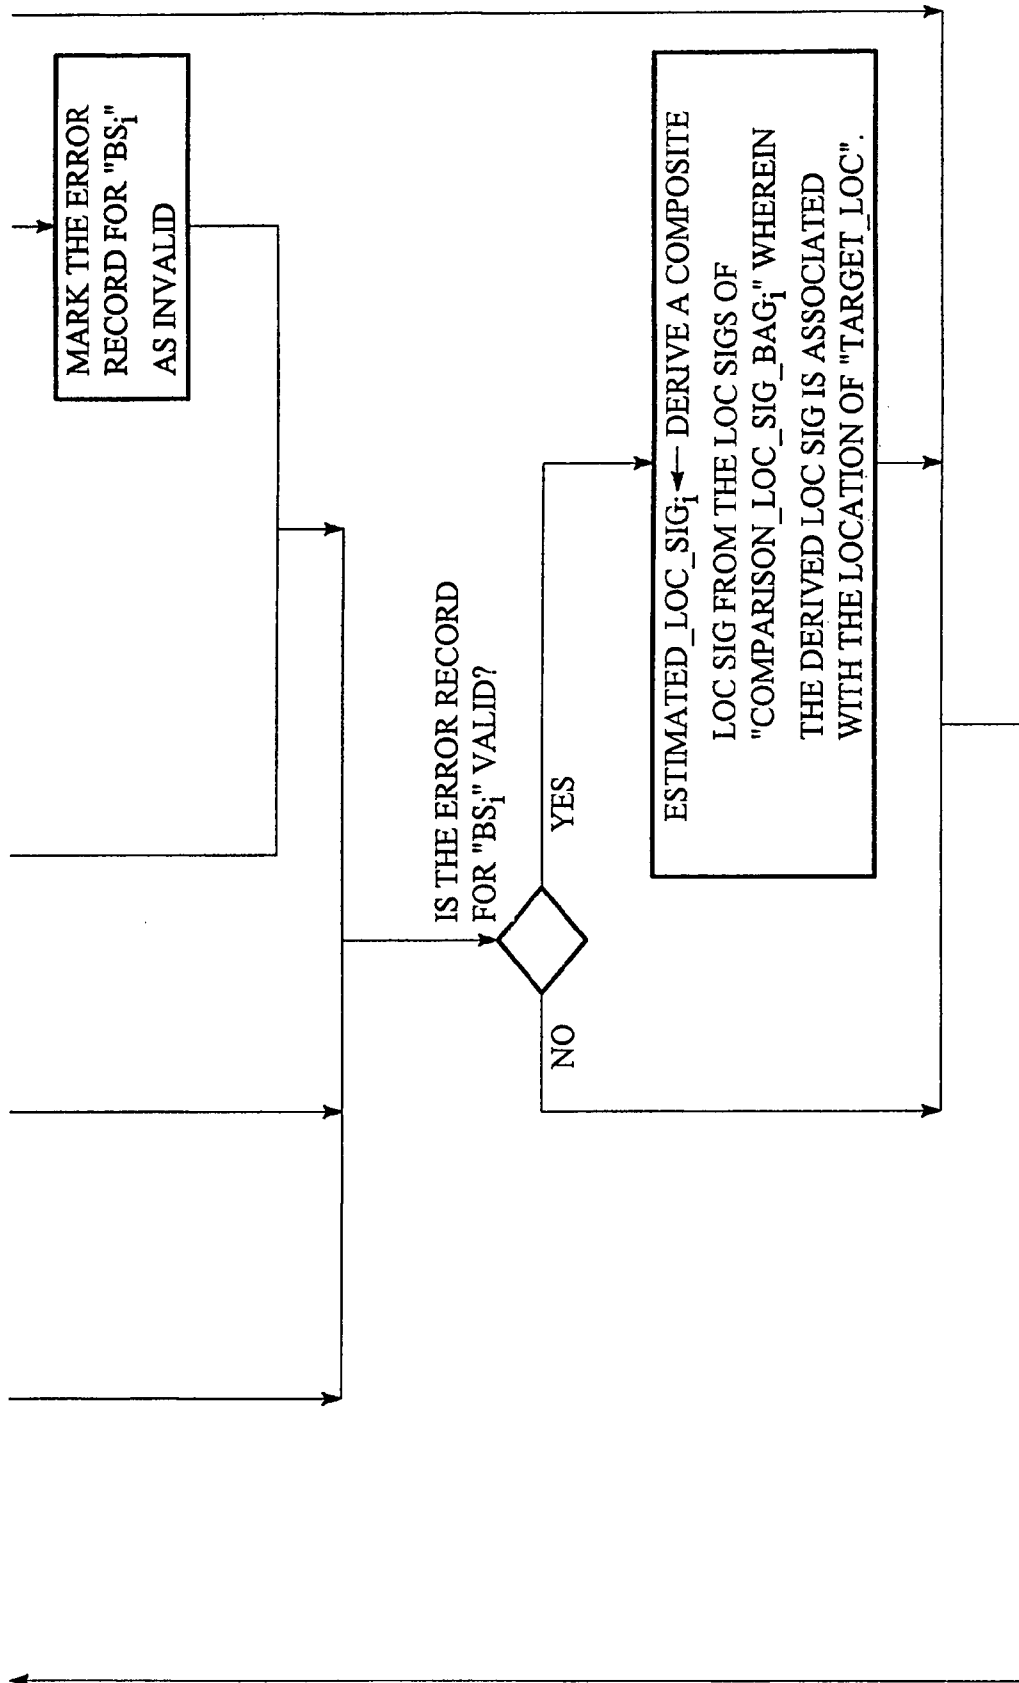 MARK THE ERROR
RECORD FOR "BSi"
AS INVALID
IS THE ERROR RECORD
FOR "BSi" VALID?
NO
YES
ESTIMATED_LOC_SIGi ← DERIVE A COMPOSITE
LOC SIG FROM THE LOC SIGS OF
"COMPARISON_LOC_SIG_BAGi" WHEREIN
THE DERIVED LOC SIG IS ASSOCIATED
WITH THE LOCATION OF "TARGET_LOC".